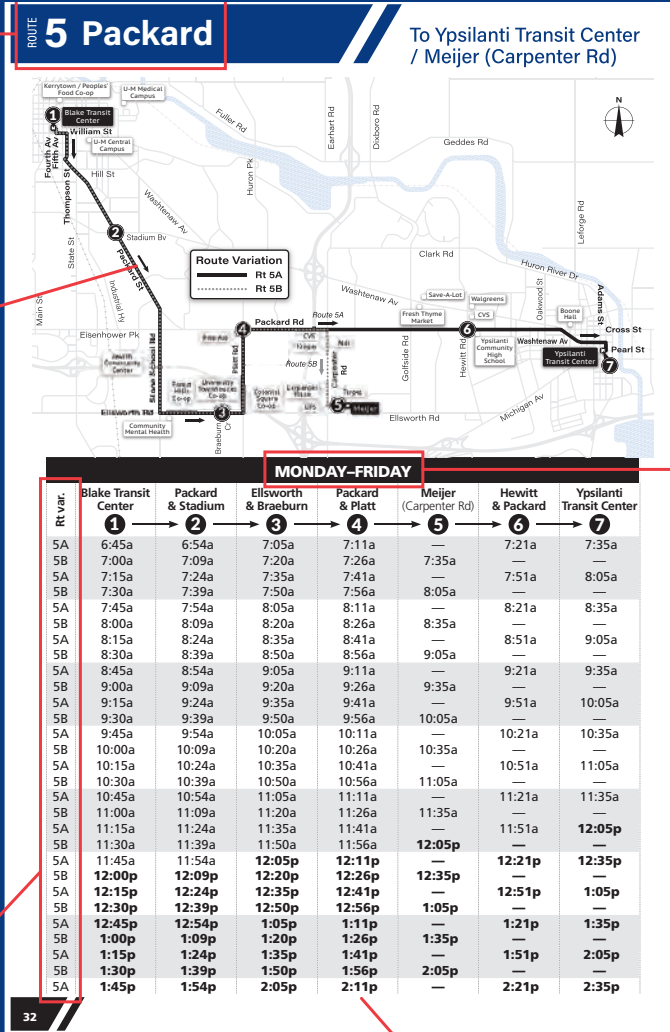 ROUTE 5 Packard
To Ypsilanti Transit Center
/ Meijer (Carpenter Rd)
Kerrytown / Peoples'
Food Co-op
U-M Medical
Campus
1 Blake Transit
Center
William St
U-M Central
Campus
Fourth Av
Fifth Av
Thompson St
Hill St
Fuller Rd
Huron Pk
Earhart Rd
Dixboro Rd
Geddes Rd
N
Washtenaw Av
2
Stadium Bv
State St
Packard St
Industrial Hy
Main St
Eisenhower Pk
Route Variation
Rt 5A
Rt 5B
Clark Rd
Leforge Rd
Huron River Dr
Washtenaw Av
Save-A-Lot
Walgreens
Fresh Thyme
Market
CVS
Oakwood St
Boone
Hall
Adams St
Cross St
4
Packard Rd
Route 5A
6
Washtenaw Av
Pearl St
Ypsilanti
Community
High
School
Ypsilanti
Transit Center
7
Route 5B
Carpenter Rd
Golfside Rd
Hewitt Rd
Stone School Rd
Platt Rd
CVS
Target
UPS
5 Meijer
Ellsworth Rd
Michigan Av
Ellsworth Rd
3
Community
Mental Health
Braeburn Cr
MONDAY–FRIDAY
Rt var.
Blake Transit Center 1
Packard & Stadium 2
Ellsworth & Braeburn 3
Packard & Platt 4
Meijer (Carpenter Rd) 5
Hewitt & Packard 6
Ypsilanti Transit Center 7
5A 6:45a 6:54a 7:05a 7:11a — 7:21a 7:35a
5B 7:00a 7:09a 7:20a 7:26a 7:35a — —
5A 7:15a 7:24a 7:35a 7:41a — 7:51a 8:05a
5B 7:30a 7:39a 7:50a 7:56a 8:05a — —
5A 7:45a 7:54a 8:05a 8:11a — 8:21a 8:35a
5B 8:00a 8:09a 8:20a 8:26a 8:35a — —
5A 8:15a 8:24a 8:35a 8:41a — 8:51a 9:05a
5B 8:30a 8:39a 8:50a 8:56a 9:05a — —
5A 8:45a 8:54a 9:05a 9:11a — 9:21a 9:35a
5B 9:00a 9:09a 9:20a 9:26a 9:35a — —
5A 9:15a 9:24a 9:35a 9:41a — 9:51a 10:05a
5B 9:30a 9:39a 9:50a 9:56a 10:05a — —
5A 9:45a 9:54a 10:05a 10:11a — 10:21a 10:35a
5B 10:00a 10:09a 10:20a 10:26a 10:35a — —
5A 10:15a 10:24a 10:35a 10:41a — 10:51a 11:05a
5B 10:30a 10:39a 10:50a 10:56a 11:05a — —
5A 10:45a 10:54a 11:05a 11:11a — 11:21a 11:35a
5B 11:00a 11:09a 11:20a 11:26a 11:35a — —
5A 11:15a 11:24a 11:35a 11:41a — 11:51a 12:05p
5B 11:30a 11:39a 11:50a 11:56a 12:05p — —
5A 11:45a 11:54a 12:05p 12:11p — 12:21p 12:35p
5B 12:00p 12:09p 12:20p 12:26p 12:35p — —
5A 12:15p 12:24p 12:35p 12:41p — 12:51p 1:05p
5B 12:30p 12:39p 12:50p 12:56p 1:05p — —
5A 12:45p 12:54p 1:05p 1:11p — 1:21p 1:35p
5B 1:00p 1:09p 1:20p 1:26p 1:35p — —
5A 1:15p 1:24p 1:35p 1:41p — 1:51p 2:05p
5B 1:30p 1:39p 1:50p 1:56p 2:05p — —
5A 1:45p 1:54p 2:05p 2:11p — 2:21p 2:35p
32